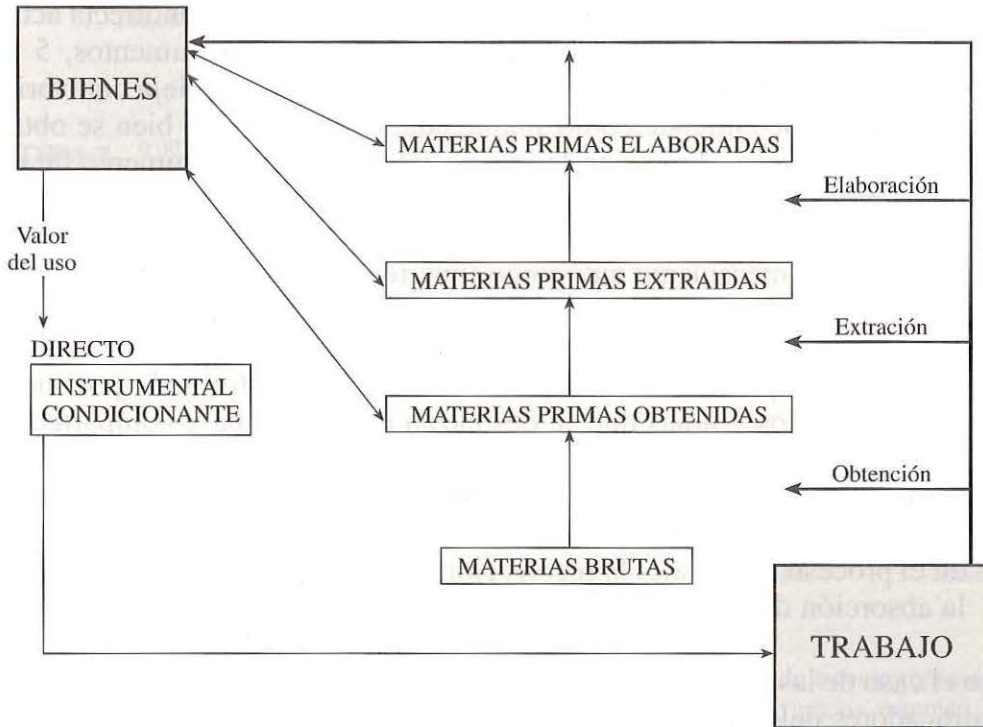 BIENES
MATERIAS PRIMAS ELABORADAS
Elaboración
Valor
del uso
MATERIAS PRIMAS EXTRAIDAS
Extracción
DIRECTO
INSTRUMENTAL
CONDICIONANTE
MATERIAS PRIMAS OBTENIDAS
Obtención
MATERIAS BRUTAS
TRABAJO